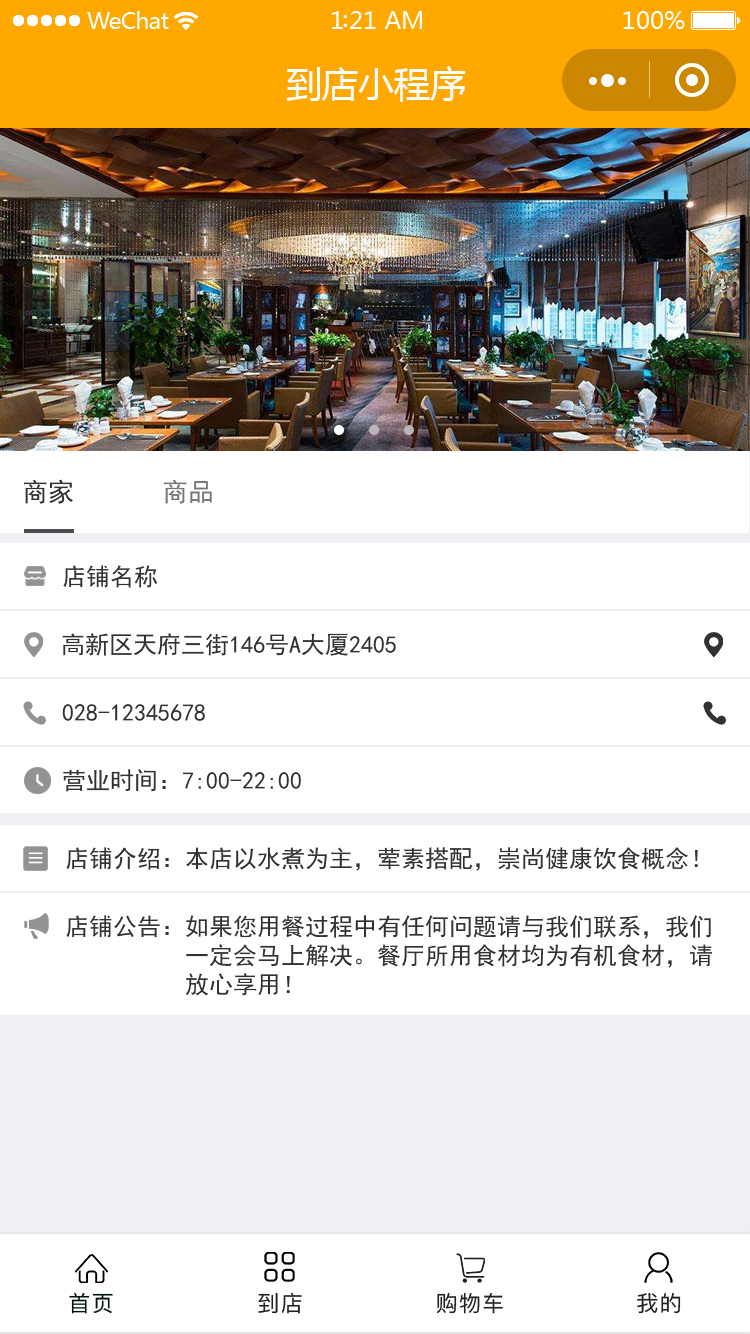 WeChat 1:21 AM 100%
到店小程序
商家 商品
店铺名称
高新区天府三街146号A大厦2405
028-12345678
营业时间：7:00-22:00
店铺介绍：本店以水煮为主，荤素搭配，崇尚健康饮食概念！
店铺公告：如果您用餐过程中有任何问题请与我们联系，我们
一定会马上解决。餐厅所用食材均为有机食材，请
放心享用！
首页 到店 购物车 我的